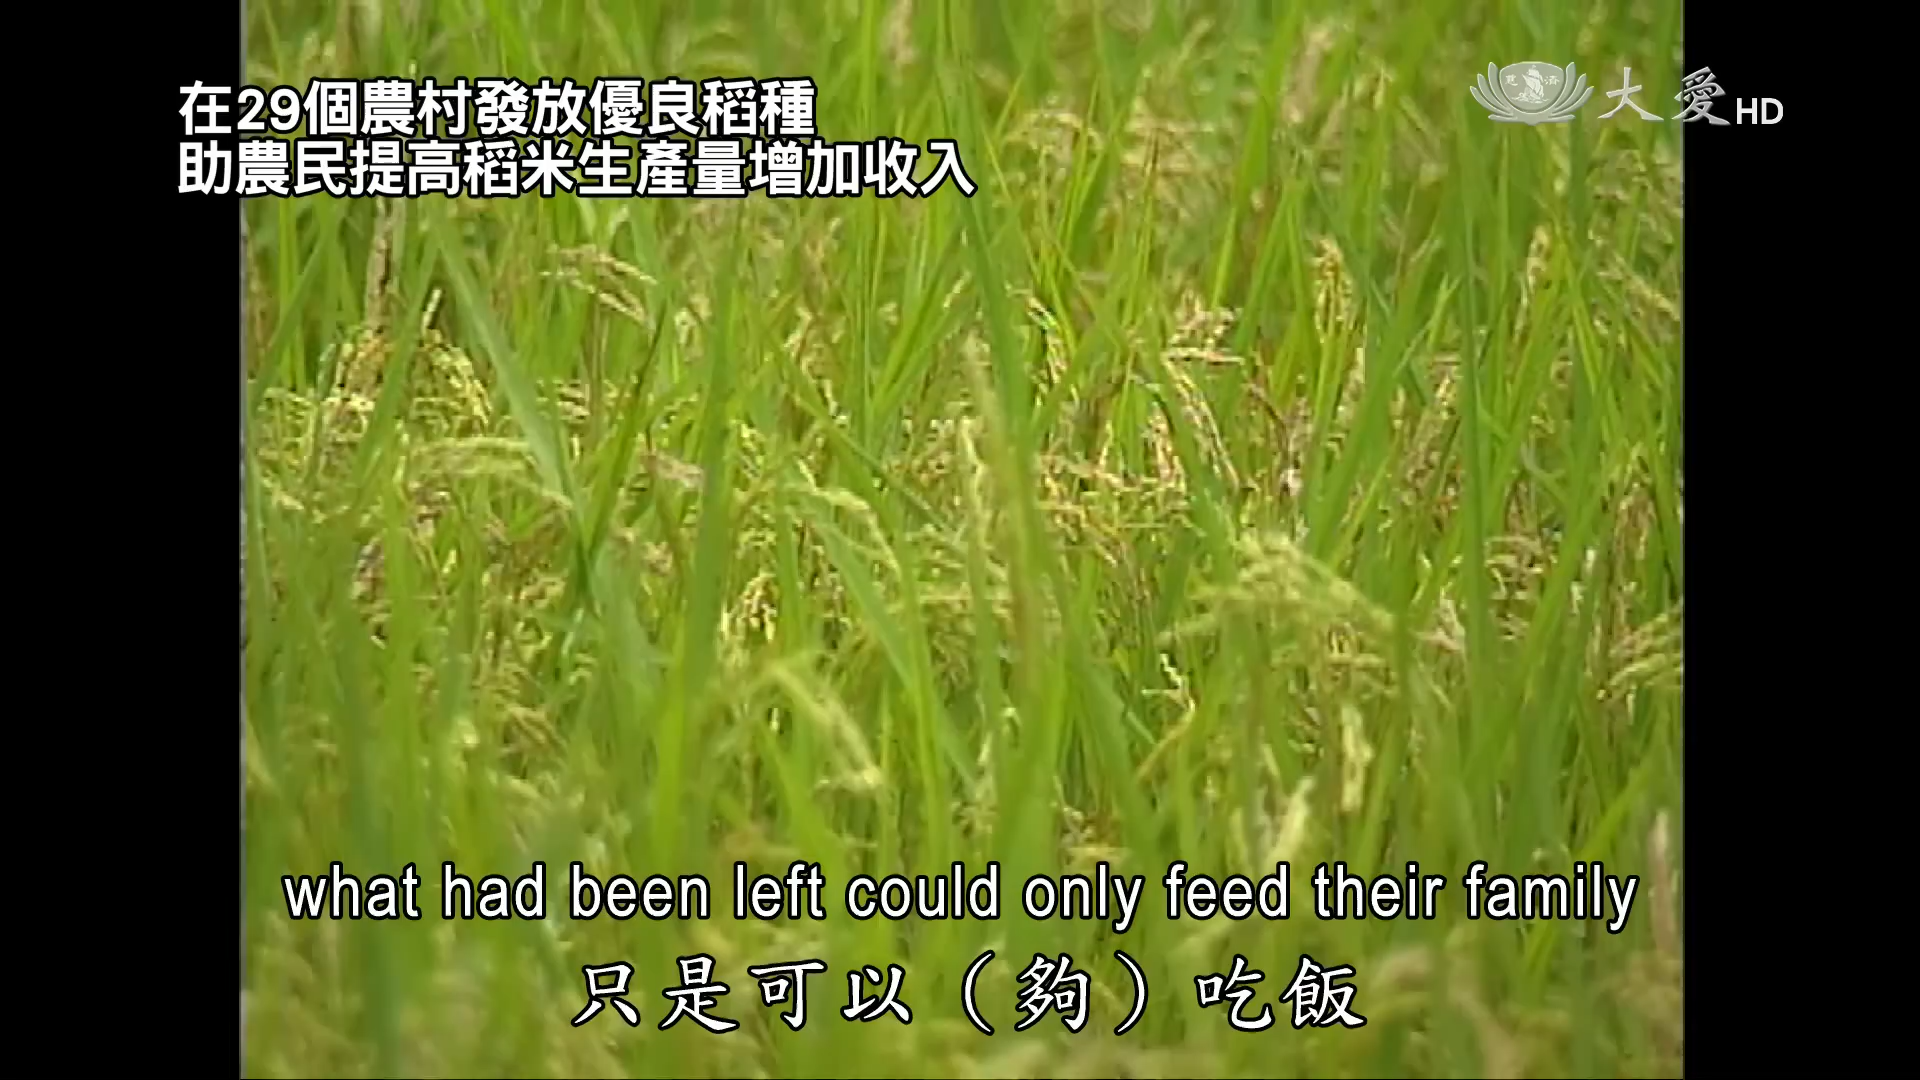 在29個農村發放優良稻種
助農民提高稻米生產量增加收入
大愛HD
what had been left could only feed their family
只是可以（夠）吃飯